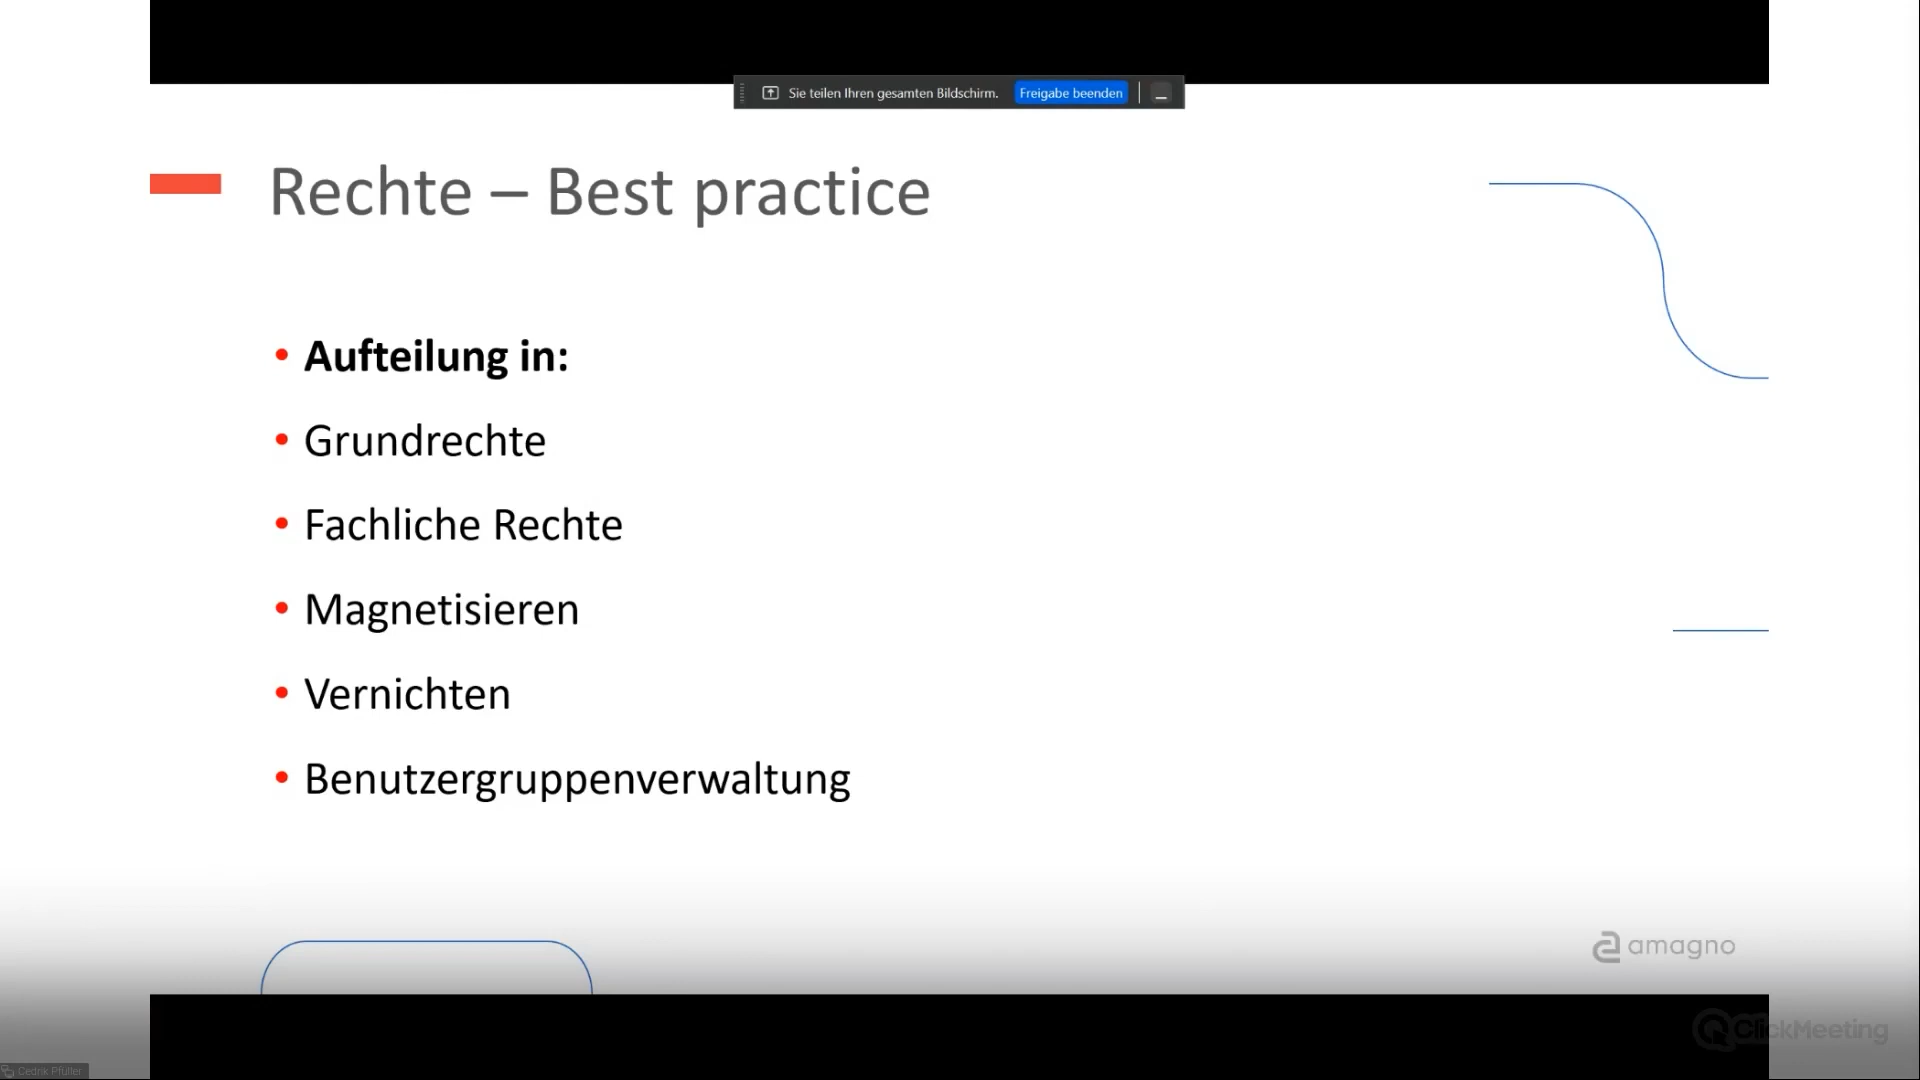 Sie teilen Ihren gesamten Bildschirm. Freigabe beenden
Rechte – Best practice
• Aufteilung in:
• Grundrechte
• Fachliche Rechte
• Magnetisieren
• Vernichten
• Benutzergruppenverwaltung
amagno
ClickMeeting
Cedrik Pfüller